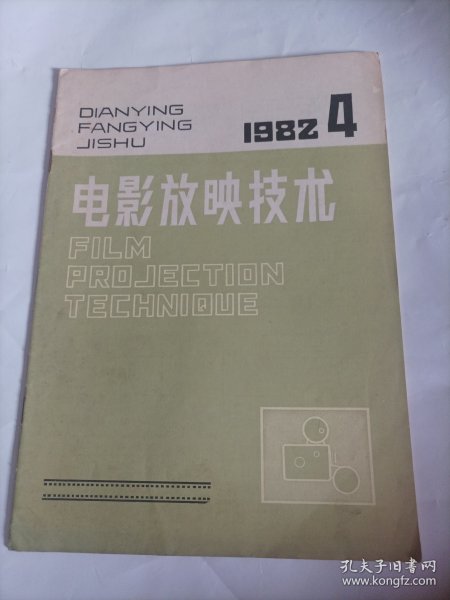 DIANYING
FANGYING
JISHU
1982 4
电影放映技术
FILM
PROJECTION
TECHNIQUE
孔夫子旧书网
www.kongfz.com